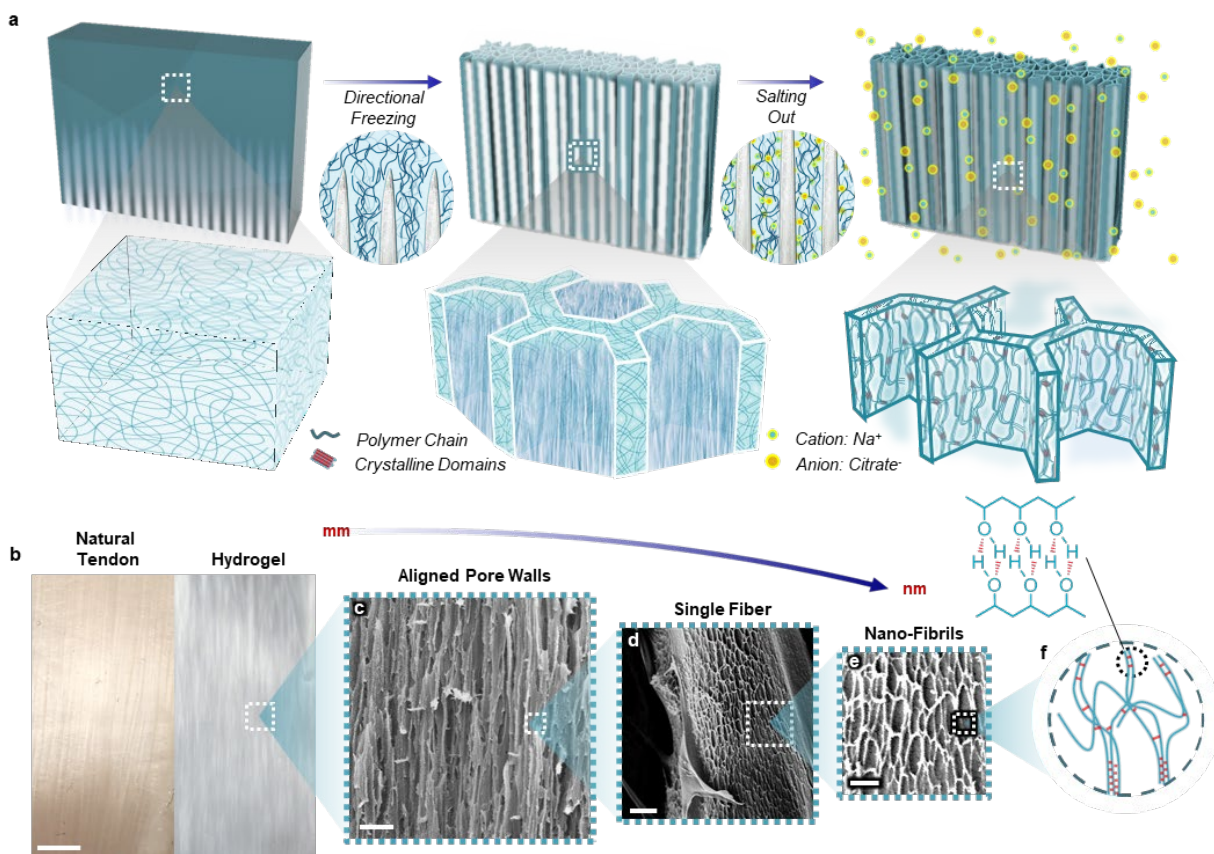 a
Directional
Freezing
Salting
Out
Polymer Chain
Crystalline Domains
Cation: Na⁺
Anion: Citrate⁻
b
Natural
Tendon
Hydrogel
mm
nm
Aligned Pore Walls
c
Single Fiber
d
Nano-Fibrils
e
f
O O O
H H H
H H H
O O O